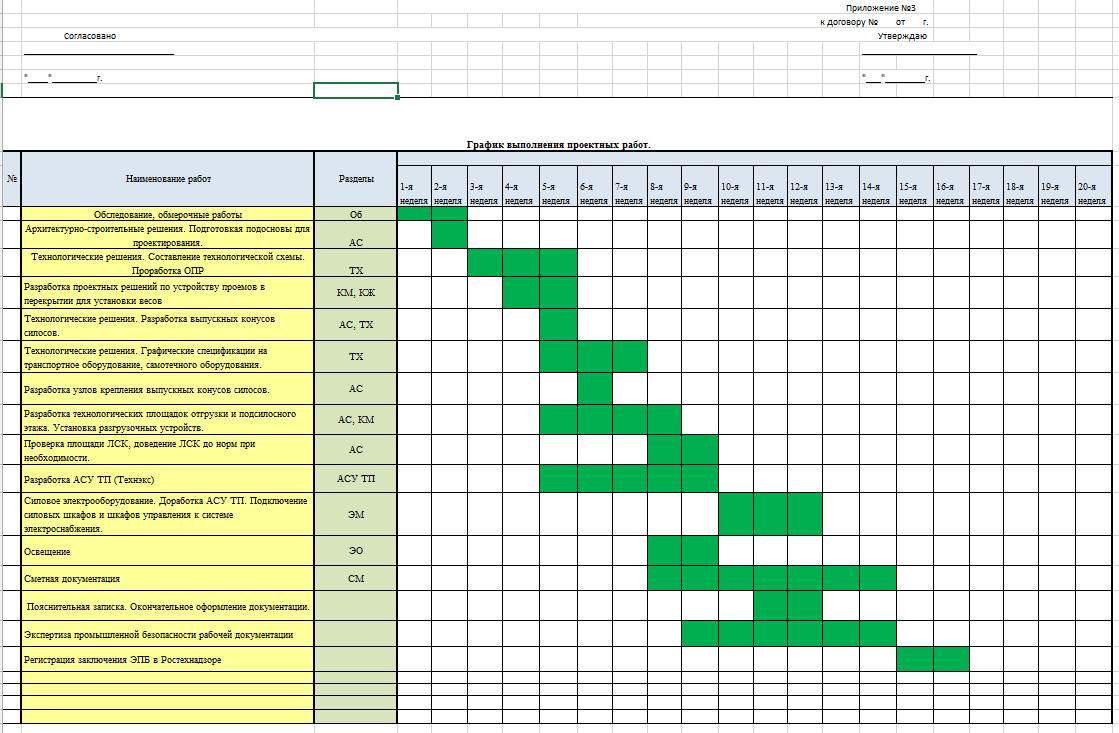 Приложение №3
к договору № от г.
Согласовано Утверждаю
"___"________г. "___"________г.
График выполнения проектных работ.
№ Наименование работ Разделы
1-я неделя 2-я неделя 3-я неделя 4-я неделя 5-я неделя 6-я неделя 7-я неделя 8-я неделя 9-я неделя 10-я неделя 11-я неделя 12-я неделя 13-я неделя 14-я неделя 15-я неделя 16-я неделя 17-я неделя 18-я неделя 19-я неделя 20-я неделя
Обследование, обмерочные работы Об
Архитектурно-строительные решения. Подготовкая подосновы для
проектирования. АС
Технологические решения. Составление технологической схемы.
Проработка ОПР ТХ
Разработка проектных решений по устройству проемов в
перекрытии для установки весов
КМ, КЖ
Технологические решения. Разработка выпускных конусов
силосов.
АС, ТХ
Технологические решения. Графические спецификации на
транспортное оборудование, самотечного оборудования.
ТХ
Разработка узлов крепления выпускных конусов силосов. АС
Разработка технологических площадок отгрузки и подсилосного
этажа. Установка разгрузочных устройств.
АС, КМ
Проверка площади ЛСК, доведение ЛСК до норм при
необходимости.
АС
Разработка АСУ ТП (Технэкс) АСУ ТП
Силовое электрооборудование. Доработка АСУ ТП. Подключение
силовых шкафов и шкафов управления к системе
электроснабжения.
ЭМ
Освещение ЭО
Сметная документация СМ
Пояснительная записка. Окончательное оформление документации.
Экспертиза промышленной безопасности рабочей документации
Регистрация заключения ЭПБ в Ростехнадзоре